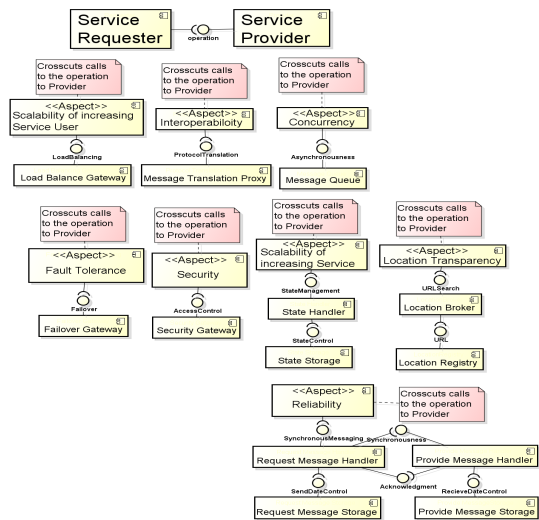 Service
Requester
operation
Service
Provider
Crosscuts calls
to the operation
to Provider
<<Aspect>>
Scalability of increasing
Service User
LoadBalancing
Load Balance Gateway
Crosscuts calls
to the operation
to Provider
<<Aspect>>
Interoperabiloity
ProtocolTranslation
Message Translation Proxy
Crosscuts calls
to the operation
to Provider
<<Aspect>>
Concurrency
Asynchronousness
Message Queue
Crosscuts calls
to the operation
to Provider
<<Aspect>>
Fault Tolerance
Failover
Failover Gateway
Crosscuts calls
to the operation
to Provider
<<Aspect>>
Security
AccessControl
Security Gateway
Crosscuts calls
to the operation
to Provider
<<Aspect>>
Scalability of
increasing Service
StateManagement
State Handler
StateControl
State Storage
Crosscuts calls
to the operation
to Provider
<<Aspect>>
Location Transparency
URLSearch
Location Broker
URL
Location Registry
<<Aspect>>
Reliability
Crosscuts calls
to the operation
to Provider
SynchronousMessaging
Synchronousness
Request Message Handler
Provide Message Handler
Acknowledgment
SendDateControl
RecieveDateControl
Request Message Storage
Provide Message Storage